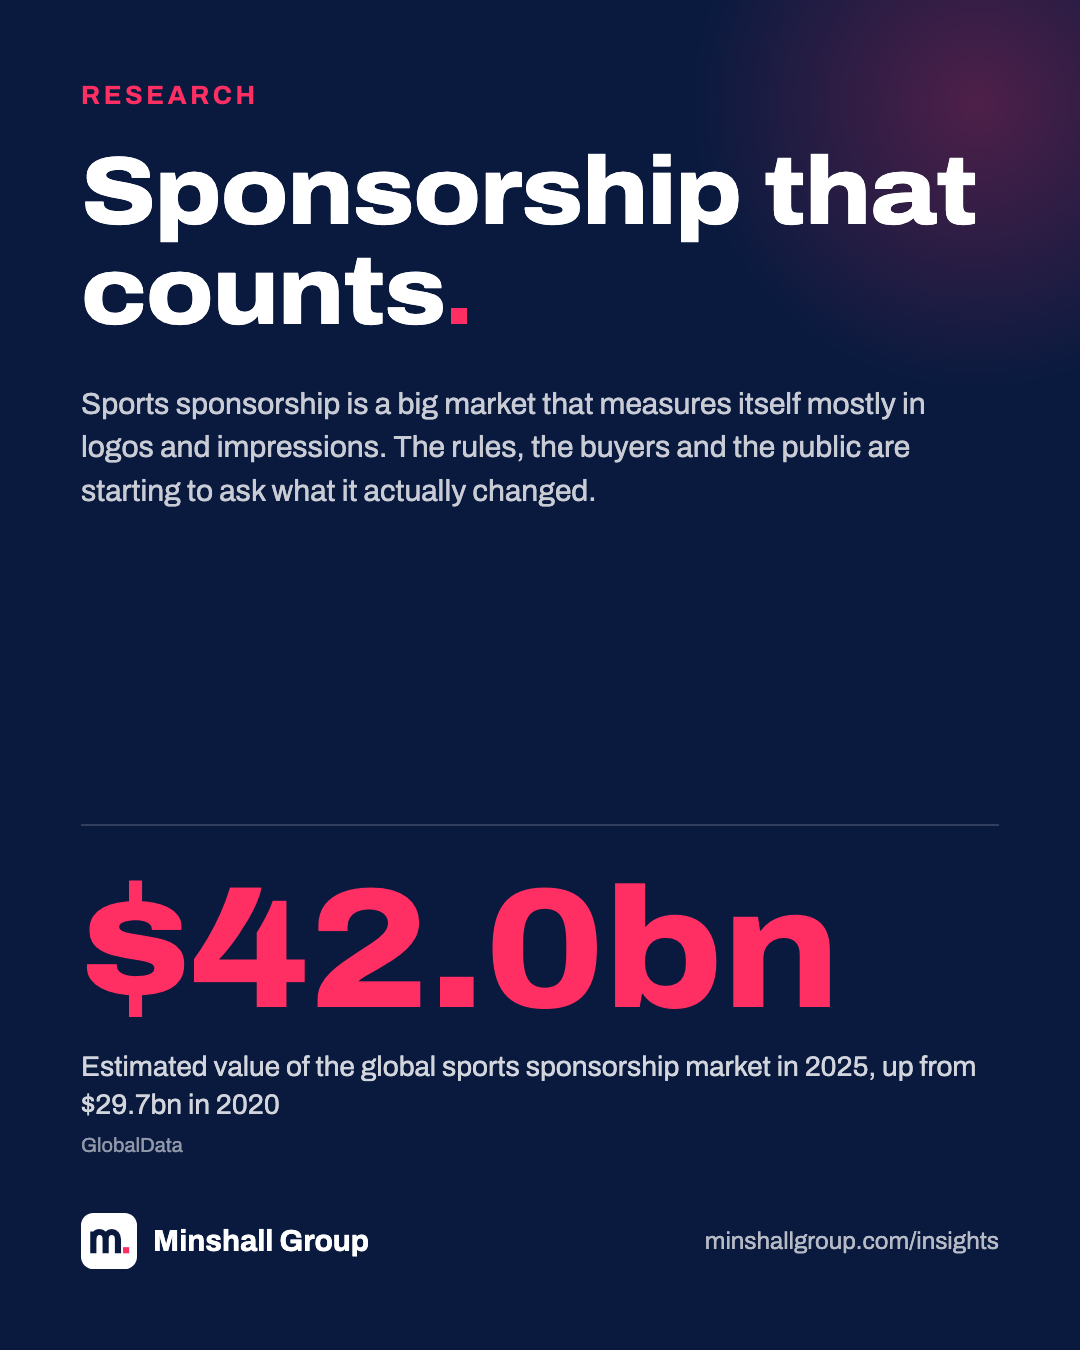 RESEARCH
Sponsorship that
counts.
Sports sponsorship is a big market that measures itself mostly in
logos and impressions. The rules, the buyers and the public are
starting to ask what it actually changed.
$42.0bn
Estimated value of the global sports sponsorship market in 2025, up from
$29.7bn in 2020
GlobalData
m. Minshall Group
minshallgroup.com/insights